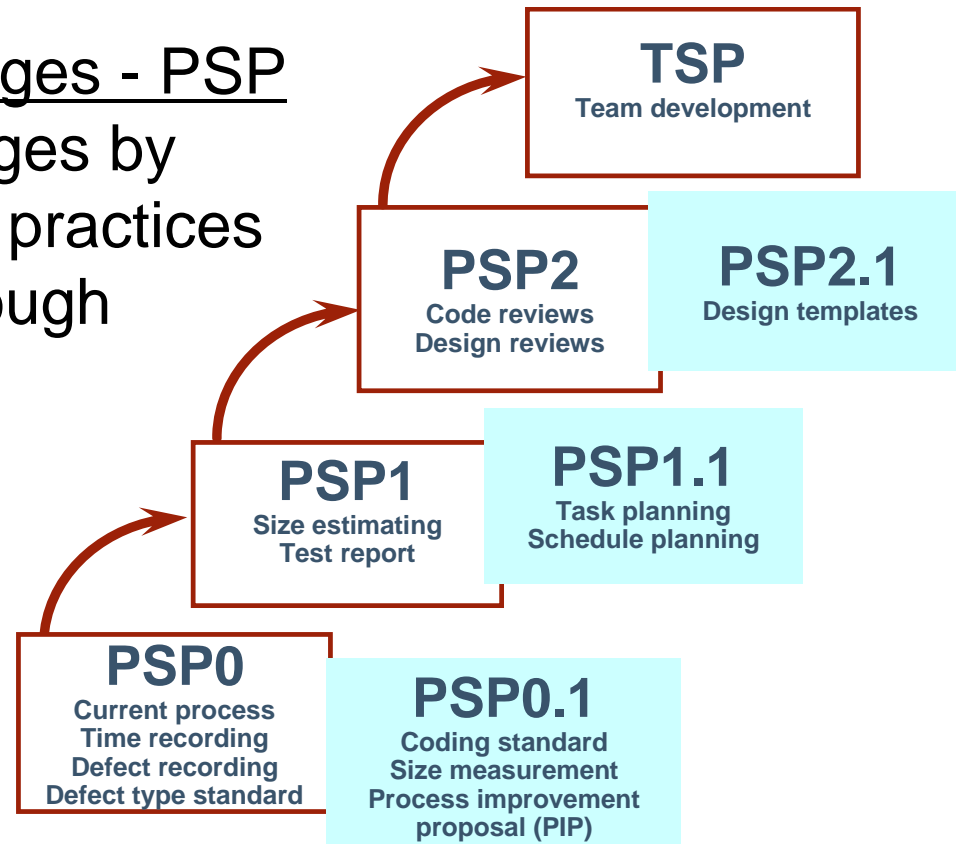 ges - PSP
ges by
practices
ough
TSP
Team development
PSP2
Code reviews
Design reviews
PSP2.1
Design templates
PSP1
Size estimating
Test report
PSP1.1
Task planning
Schedule planning
PSP0
Current process
Time recording
Defect recording
Defect type standard
PSP0.1
Coding standard
Size measurement
Process improvement
proposal (PIP)